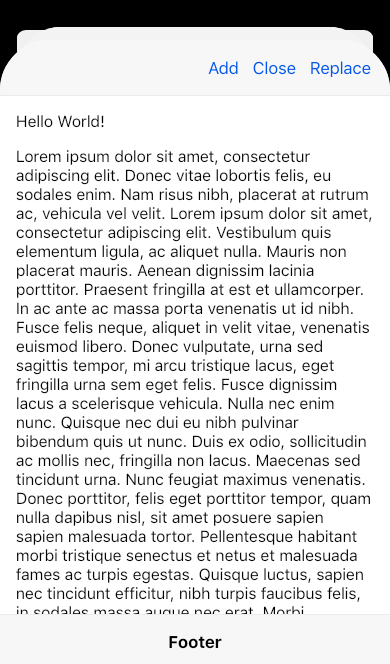 Add Close Replace
Hello World!
Lorem ipsum dolor sit amet, consectetur
adipiscing elit. Donec vitae lobortis felis, eu
sodales enim. Nam risus nibh, placerat at rutrum
ac, vehicula vel velit. Lorem ipsum dolor sit amet,
consectetur adipiscing elit. Vestibulum quis
elementum ligula, ac aliquet nulla. Mauris non
placerat mauris. Aenean dignissim lacinia
porttitor. Praesent fringilla at est et ullamcorper.
In ac ante ac massa porta venenatis ut id nibh.
Fusce felis neque, aliquet in velit vitae, venenatis
euismod libero. Donec vulputate, urna sed
sagittis tempor, mi arcu tristique lacus, eget
fringilla urna sem eget felis. Fusce dignissim
lacus a scelerisque vehicula. Nulla nec enim
nunc. Quisque nec dui eu nibh pulvinar
bibendum quis ut nunc. Duis ex odio, sollicitudin
ac mollis nec, fringilla non lacus. Maecenas sed
tincidunt urna. Nunc feugiat maximus venenatis.
Donec porttitor, felis eget porttitor tempor, quam
nulla dapibus nisl, sit amet posuere sapien
sapien malesuada tortor. Pellentesque habitant
morbi tristique senectus et netus et malesuada
fames ac turpis egestas. Quisque luctus, sapien
nec tincidunt efficitur, nibh turpis faucibus felis,
in sodales massa augue nec erat. Morbi
Footer